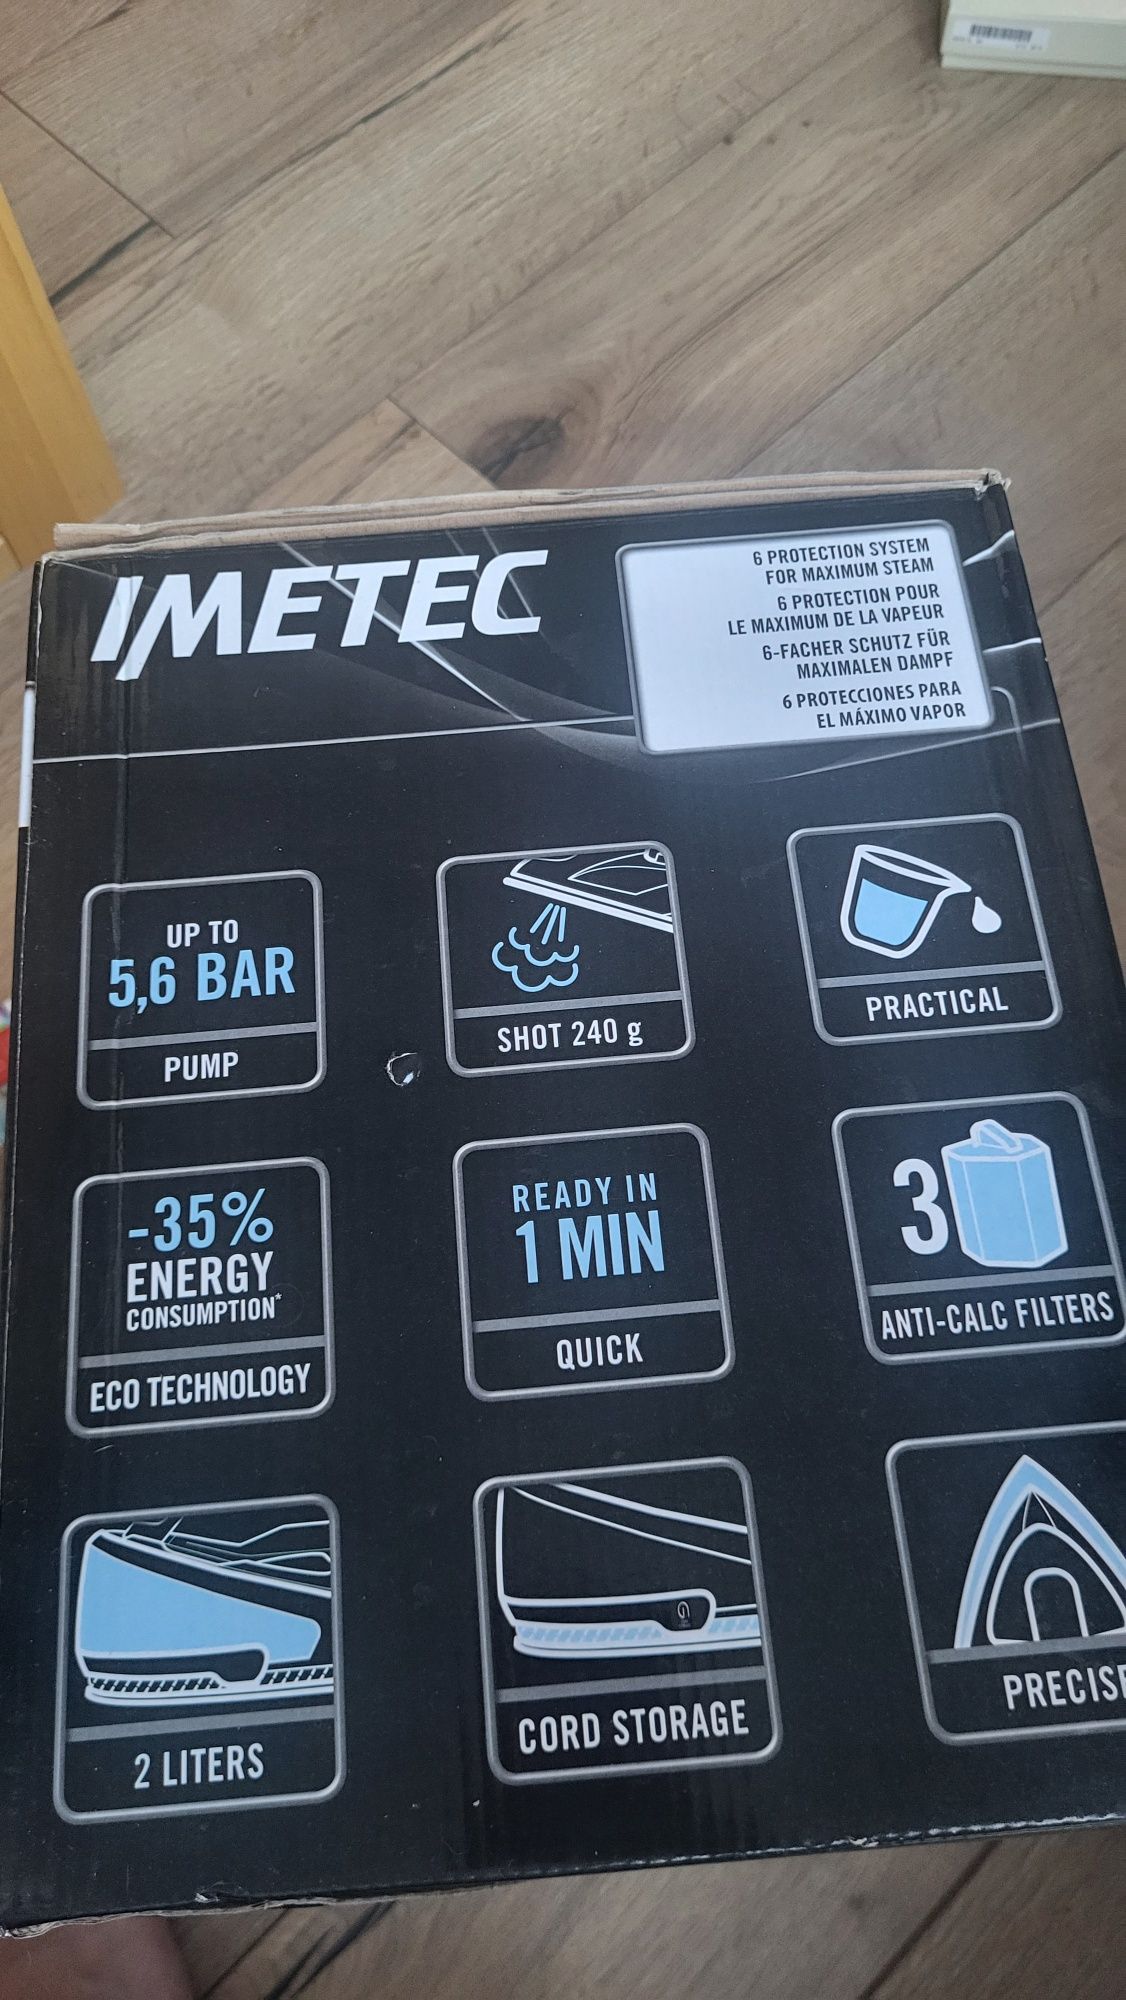 IMETEC
6 PROTECTION SYSTEM
FOR MAXIMUM STEAM
6 PROTECTION POUR
LE MAXIMUM DE LA VAPEUR
6-FACHER SCHUTZ FÜR
MAXIMALEN DAMPF
6 PROTECCIONES PARA
EL MÁXIMO VAPOR
UP TO
5,6 BAR
PUMP
SHOT 240 g
PRACTICAL
-35%
ENERGY
CONSUMPTION*
ECO TECHNOLOGY
READY IN
1 MIN
QUICK
3
ANTI-CALC FILTERS
2 LITERS
CORD STORAGE
PRECISE